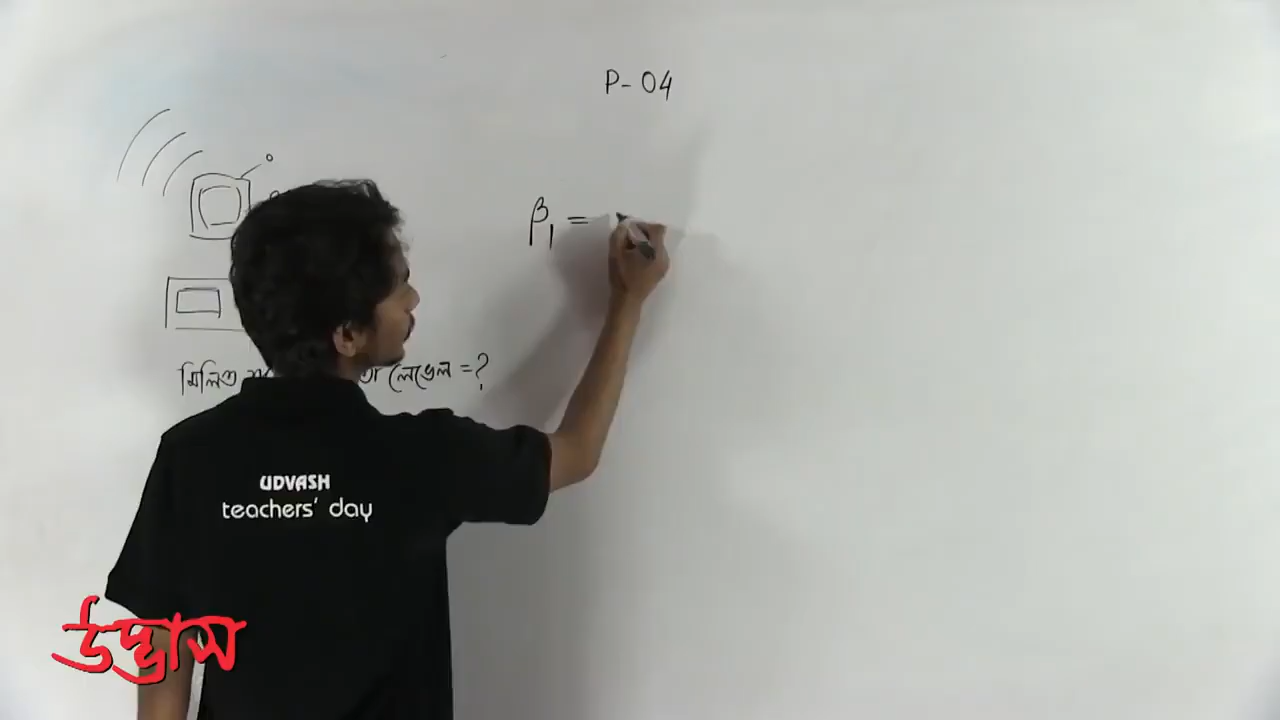 P-04
β₁ =
মিলিত লেভেল =?
UDVASH
teachers' day
উদ্ভাস